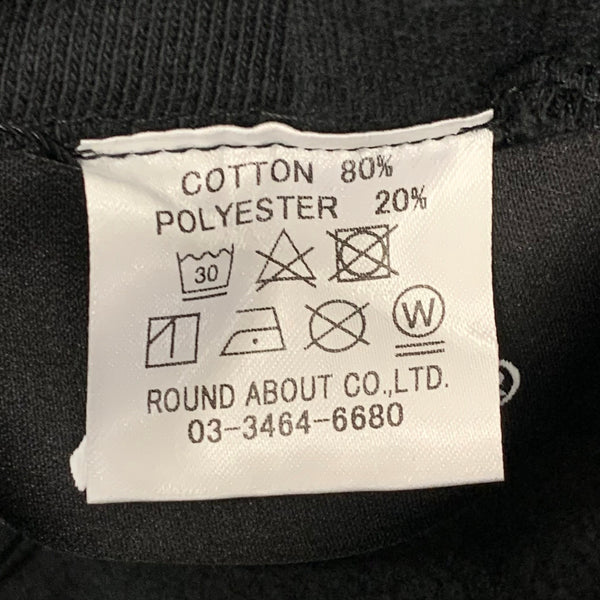 COTTON 80%
POLYESTER 20%
30
W
ROUND ABOUT CO.,LTD.
03-3464-6680